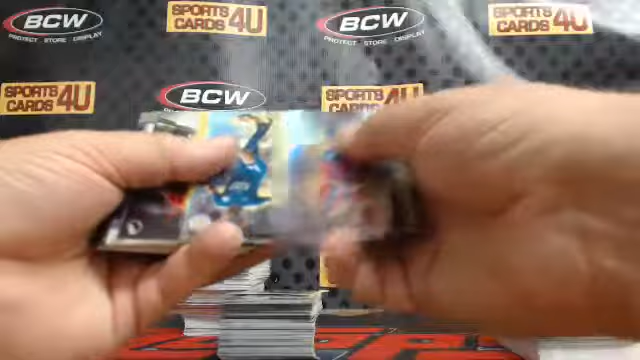 BCW
PROTECT · STORE · DISPLAY
SPORTS
CARDS 4U
BCW
PROTECT · STORE · DISPLAY
SPORTS
CARDS 4U
SPORTS
CARDS 4U
BCW
SPORTS
CARDS 4U